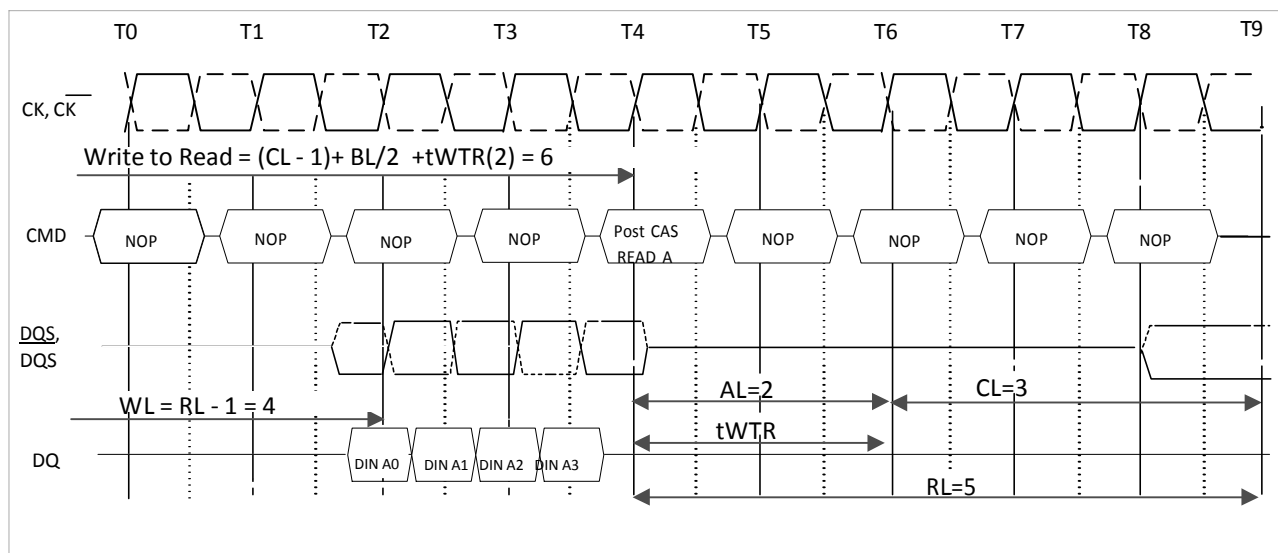 T0 T1 T2 T3 T4 T5 T6 T7 T8 T9
CK, CK
Write to Read = (CL - 1)+ BL/2 +tWTR(2) = 6
CMD NOP NOP NOP NOP Post CAS READ A NOP NOP NOP NOP
DQS,
DQS
AL=2 CL=3
WL = RL - 1 = 4
tWTR
DQ DIN A0 DIN A1 DIN A2 DIN A3
RL=5